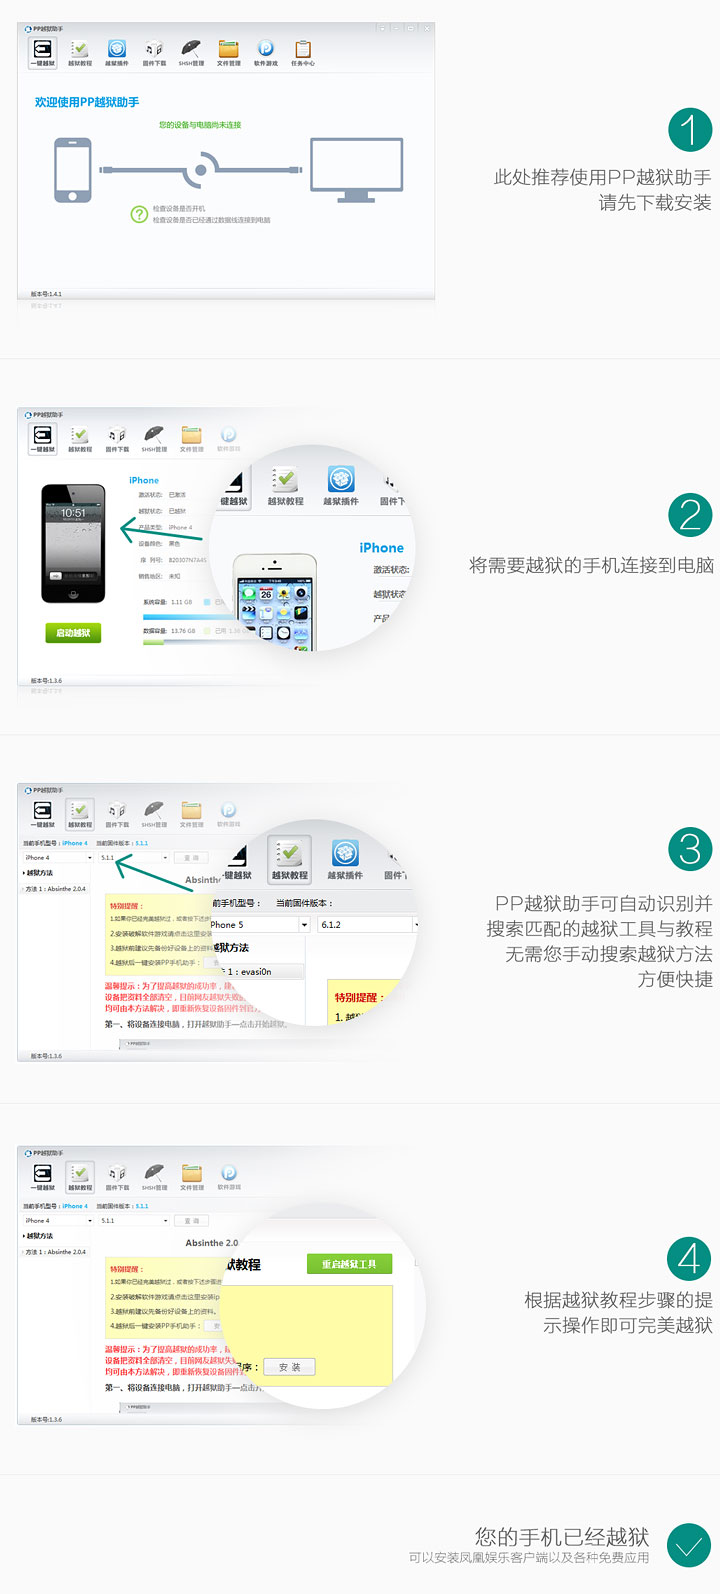 PP越狱助手
一键越狱 越狱教程 越狱插件 固件下载 SHSH管理 文件管理 软件游戏 任务中心
欢迎使用PP越狱助手
您的设备与电脑尚未连接
检查设备是否开机
检查设备是否已经通过数据线连接到电脑
版本号:1.4.1
1
此处推荐使用PP越狱助手
请先下载安装
PP越狱助手
一键越狱 越狱教程 固件下载 SHSH管理 文件管理 软件游戏
iPhone
激活状态: 已激活
越狱状态: 已越狱
产品类型: iPhone 4
设备颜色: 黑色
序 列号: 820307N7A4S
销售地区: 未知
系统容量: 1.11 GB
数据容量: 13.76 GB
10:51
启动越狱
键越狱 越狱教程 越狱插件 固件下
iPhone
激活状态:
越狱状态
产品
版本号:1.3.6
2
将需要越狱的手机连接到电脑
PP越狱助手
一键越狱 越狱教程 固件下载 SHSH管理 文件管理 软件游戏
当前手机型号：iPhone 4 当前固件版本：5.1.1
iPhone 4 5.1.1 查 询
越狱方法
方法 1：Absinthe 2.0.4
Absinthe
特别提醒：
1.如果你已经完美越狱过，或者按下述步
2.安装破解软件游戏请点击这里安装
3.越狱前建议先备份好设备上的资料
4.越狱后一键安装PP手机助手：
温馨提示：为了提高越狱的成功率，建
设备把资料全部清空，目前网友越狱失败
均可由本方法解决，即重新恢复设备固件到官方
第一、将设备连接电脑，打开越狱助手—点击开始越狱。
键越狱 越狱教程 越狱插件 固件下
前手机型号： 当前固件版本：
Phone 5 6.1.2
越狱方法
1：evasi0n
特别提醒：
1. 越
版本号:1.3.6
3
PP越狱助手可自动识别并
搜索匹配的越狱工具与教程
无需您手动搜索越狱方法
方便快捷
PP越狱助手
一键越狱 越狱教程 固件下载 SHSH管理 文件管理 软件游戏
当前手机型号：iPhone 4 当前固件版本：5.1.1
iPhone 4 5.1.1 查 询
越狱方法
方法 1：Absinthe 2.0.4
Absinthe 2.0
特别提醒：
1.如果你已经完美越狱过，或者按下述步骤进
2.安装破解软件游戏请点击这里安装ip
3.越狱前建议先备份好设备上的资料。
4.越狱后一键安装PP手机助手：
温馨提示：为了提高越狱的成功率，建
设备把资料全部清空，目前网友越狱失
均可由本方法解决，即重新恢复设备固件
第一、将设备连接电脑，打开越狱助手—点击开
狱教程 重启越狱工具
程序： 安 装
版本号:1.3.6
4
根据越狱教程步骤的提
示操作即可完美越狱
您的手机已经越狱
可以安装凤凰娱乐客户端以及各种免费应用